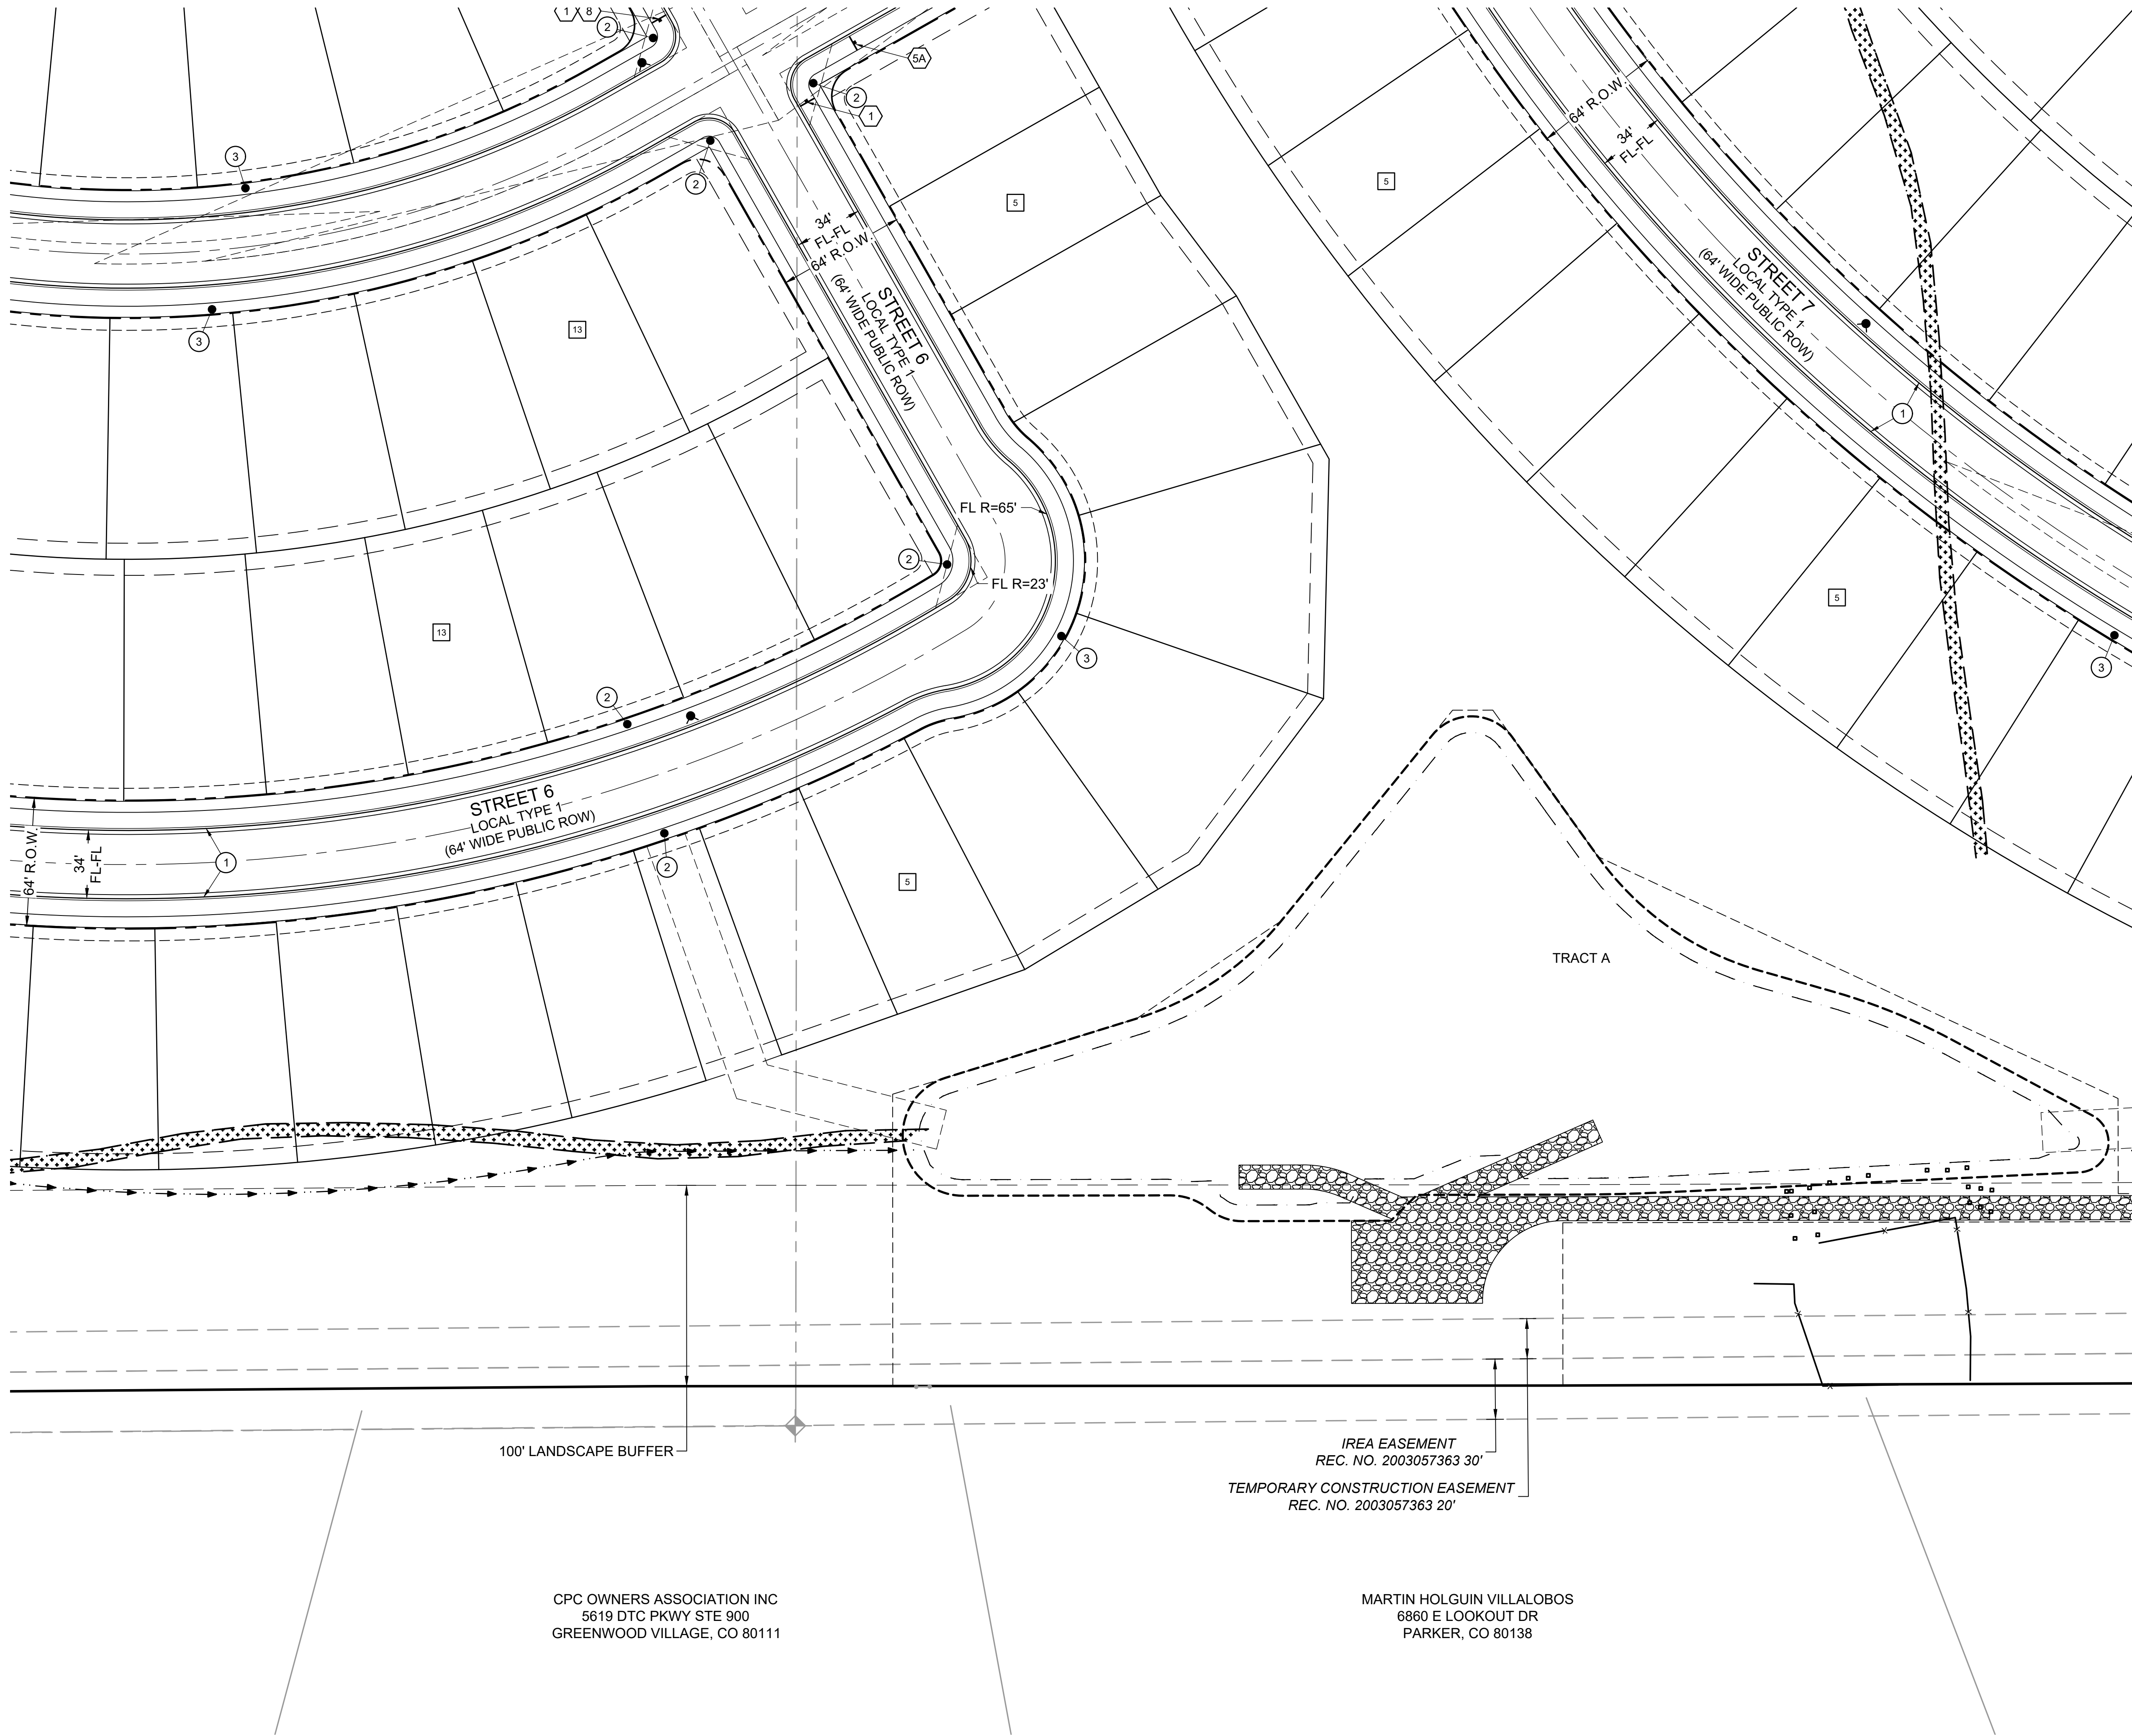 1 8
2
5A
2
1
3
2
3
13
34'
FL-FL
64' R.O.W.
STREET 6
LOCAL TYPE 1
(64' WIDE PUBLIC ROW)
5
5
64' R.O.W.
34'
FL-FL
STREET 7
LOCAL TYPE 1
(64' WIDE PUBLIC ROW)
1
FL R=65'
2
FL R=23'
13
5
3
3
2
STREET 6
LOCAL TYPE 1
(64' WIDE PUBLIC ROW)
64' R.O.W.
34'
FL-FL
1
2
5
TRACT A
100' LANDSCAPE BUFFER
IREA EASEMENT
REC. NO. 2003057363 30'
TEMPORARY CONSTRUCTION EASEMENT
REC. NO. 2003057363 20'
CPC OWNERS ASSOCIATION INC
5619 DTC PKWY STE 900
GREENWOOD VILLAGE, CO 80111
MARTIN HOLGUIN VILLALOBOS
6860 E LOOKOUT DR
PARKER, CO 80138